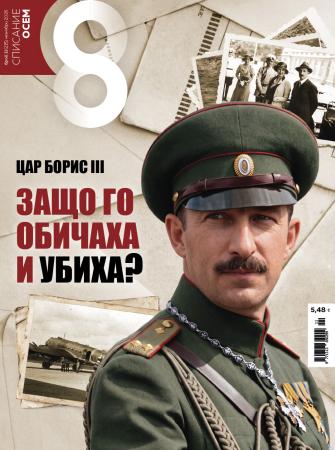 СПИСАНИЕ
ОСЕМ
8
ЦАР БОРИС III
ЗАЩО ГО
ОБИЧАХА
И УБИХА?
5,48 €